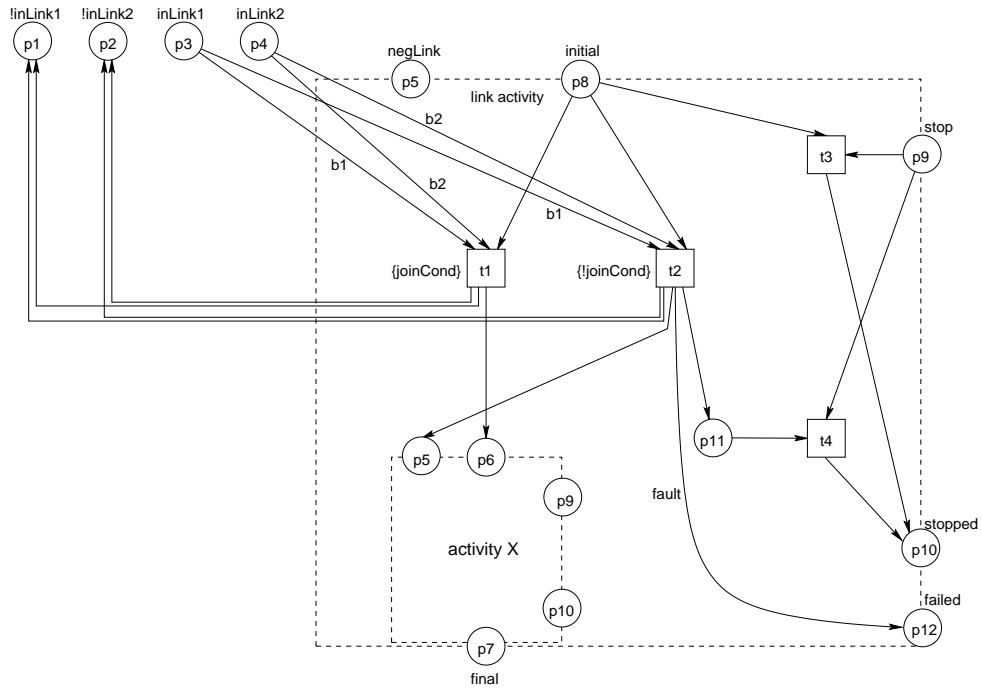 !inLink1
!inLink2
inLink1
inLink2
p1
p2
p3
p4
negLink
initial
p5
p8
link activity
b2
stop
t3
p9
b1
b2
b1
{joinCond}
t1
{!joinCond}
t2
p11
t4
p5
p6
p9
fault
stopped
activity X
p10
p10
failed
p12
p7
final